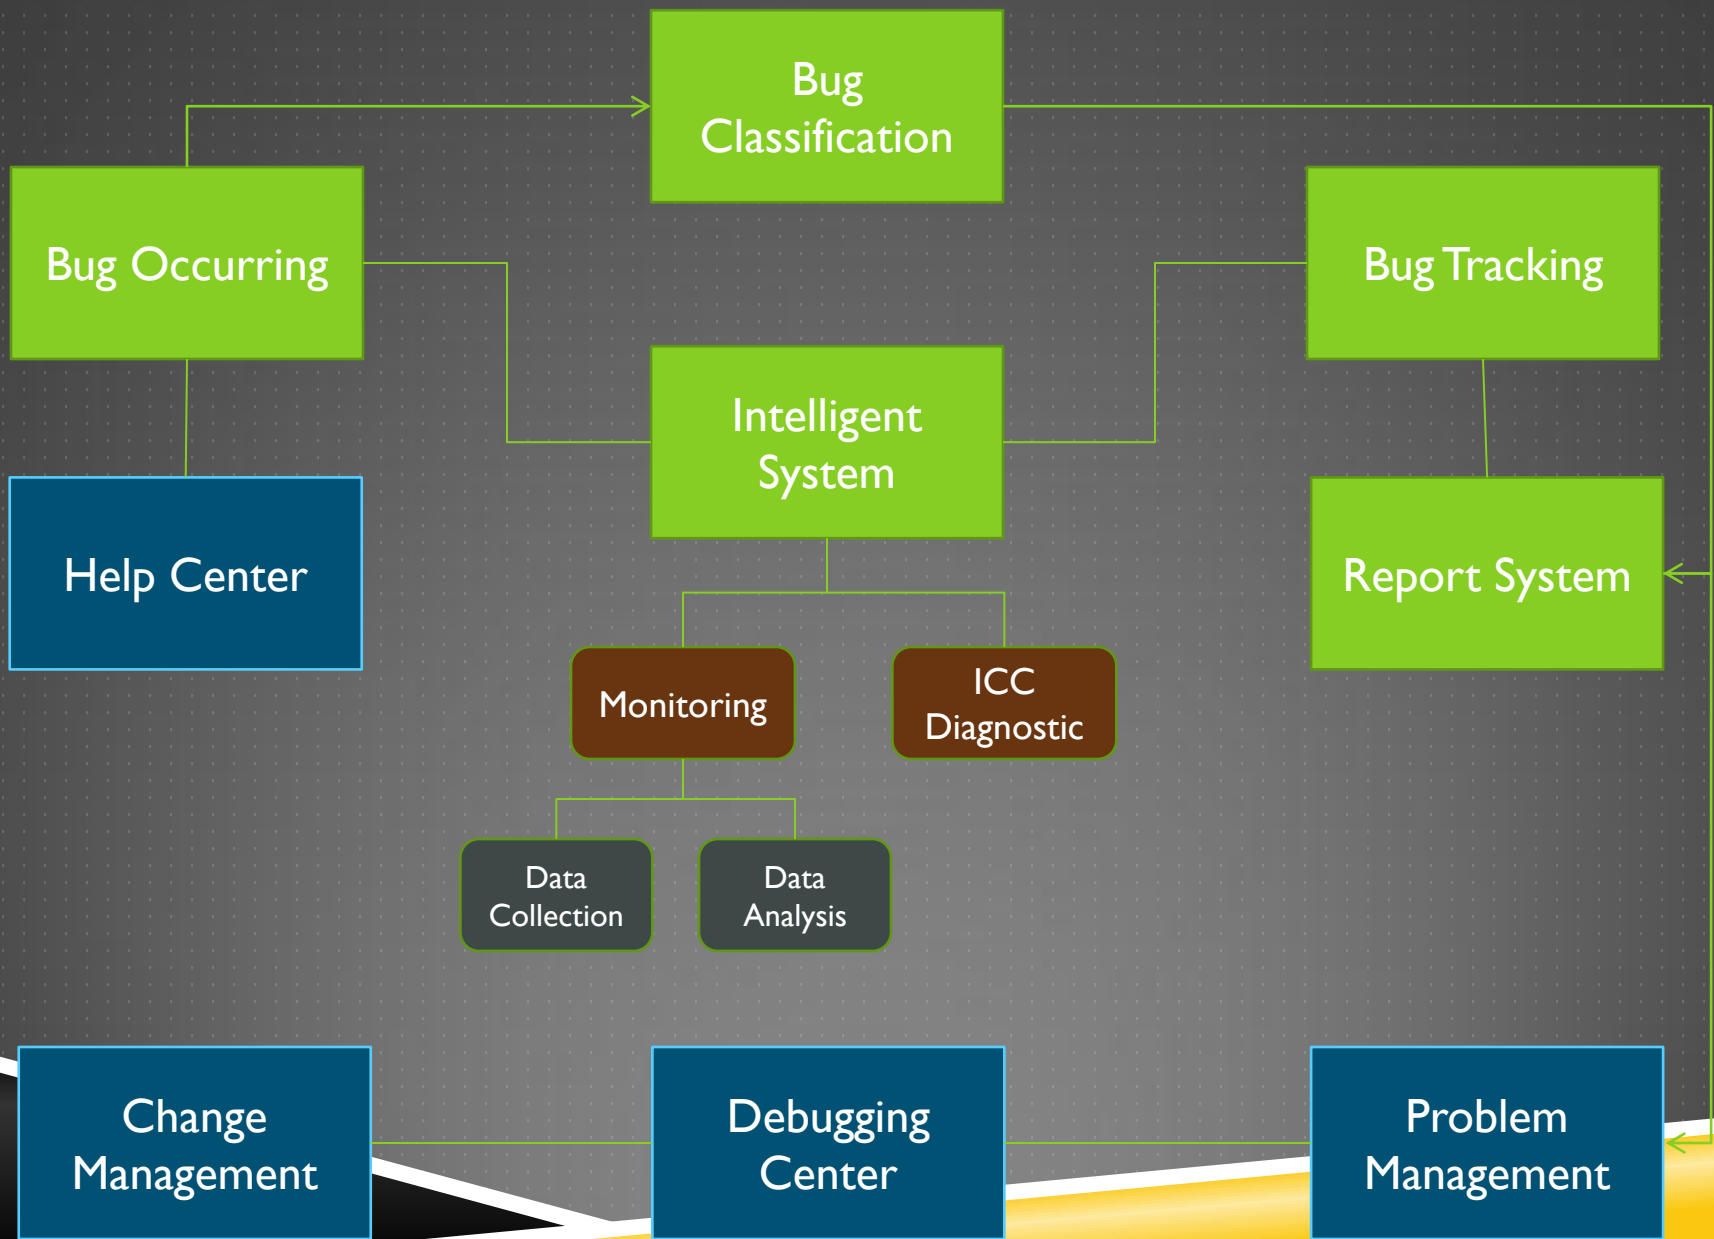 Bug
Classification
Bug Occurring
Bug Tracking
Intelligent
System
Help Center
Report System
Monitoring
ICC
Diagnostic
Data
Collection
Data
Analysis
Change
Management
Debugging
Center
Problem
Management